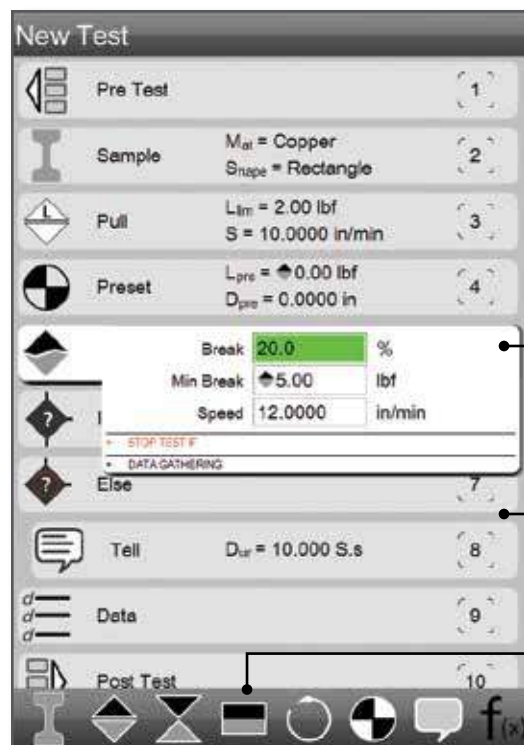 New Test
Pre Test 1
Sample Mat = Copper 2
Shape = Rectangle
Pull Llim = 2.00 lbf 3
S = 10.0000 in/min
Preset Lpre = 0.00 lbf 4
Dpre = 0.0000 in
Break 20.0 %
Min Break 5.00 lbf
? I
Speed 12.0000 in/min
STOP TEST IF
DATA GATHERING
? Else 7
Tell Dur = 10.000 S.s 8
d
d
d
Data 9
Post Test 10
L
f(x)